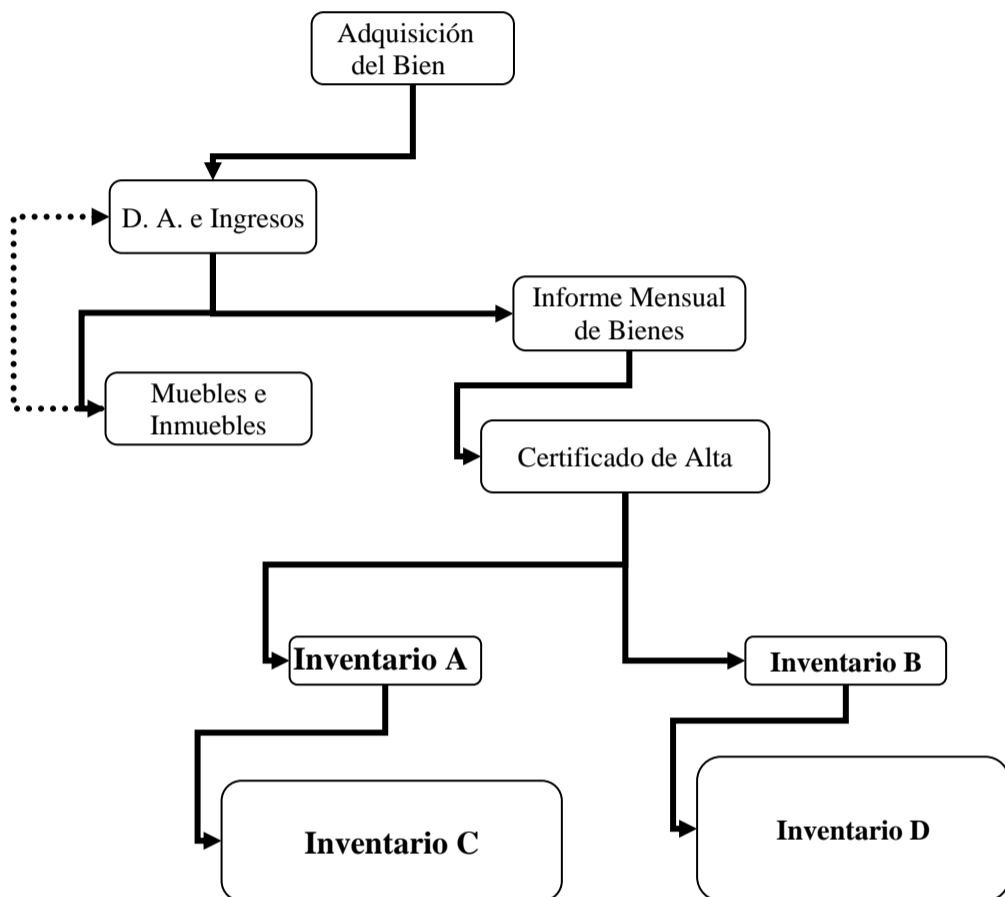 Adquisición
del Bien
D. A. e Ingresos
Informe Mensual
de Bienes
Muebles e
Inmuebles
Certificado de Alta
Inventario A
Inventario B
Inventario C
Inventario D